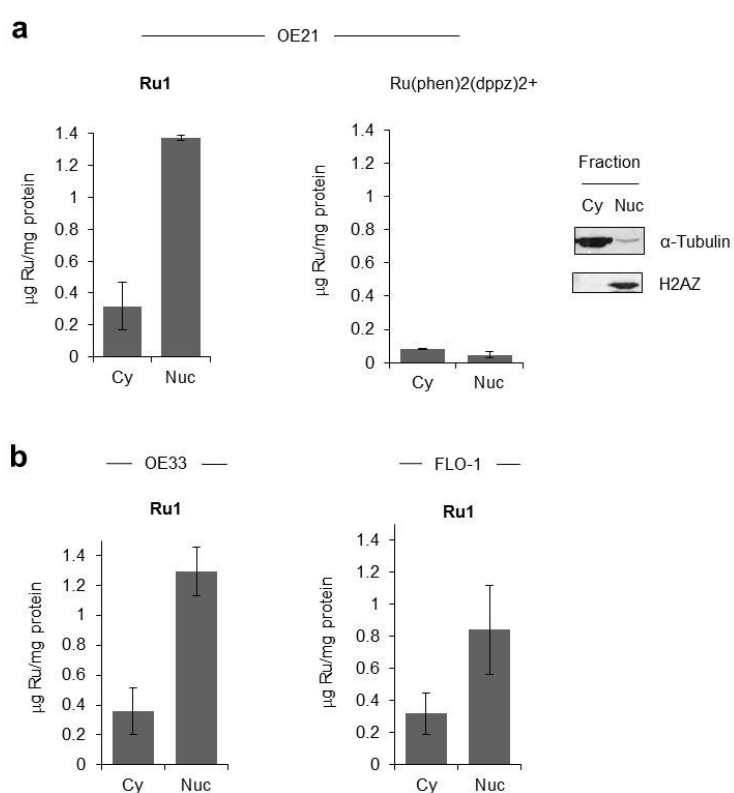 a
OE21
Ru1
Ru(phen)2(dppz)2+
µg Ru/mg protein
1.4
1.2
1
0.8
0.6
0.4
0.2
0
Cy Nuc
µg Ru/mg protein
1.4
1.2
1
0.8
0.6
0.4
0.2
0
Cy Nuc
Fraction
Cy Nuc
α-Tubulin
H2AZ
b
OE33
Ru1
µg Ru/mg protein
1.4
1.2
1
0.8
0.6
0.4
0.2
0
Cy Nuc
FLO-1
Ru1
µg Ru/mg protein
1.4
1.2
1
0.8
0.6
0.4
0.2
0
Cy Nuc